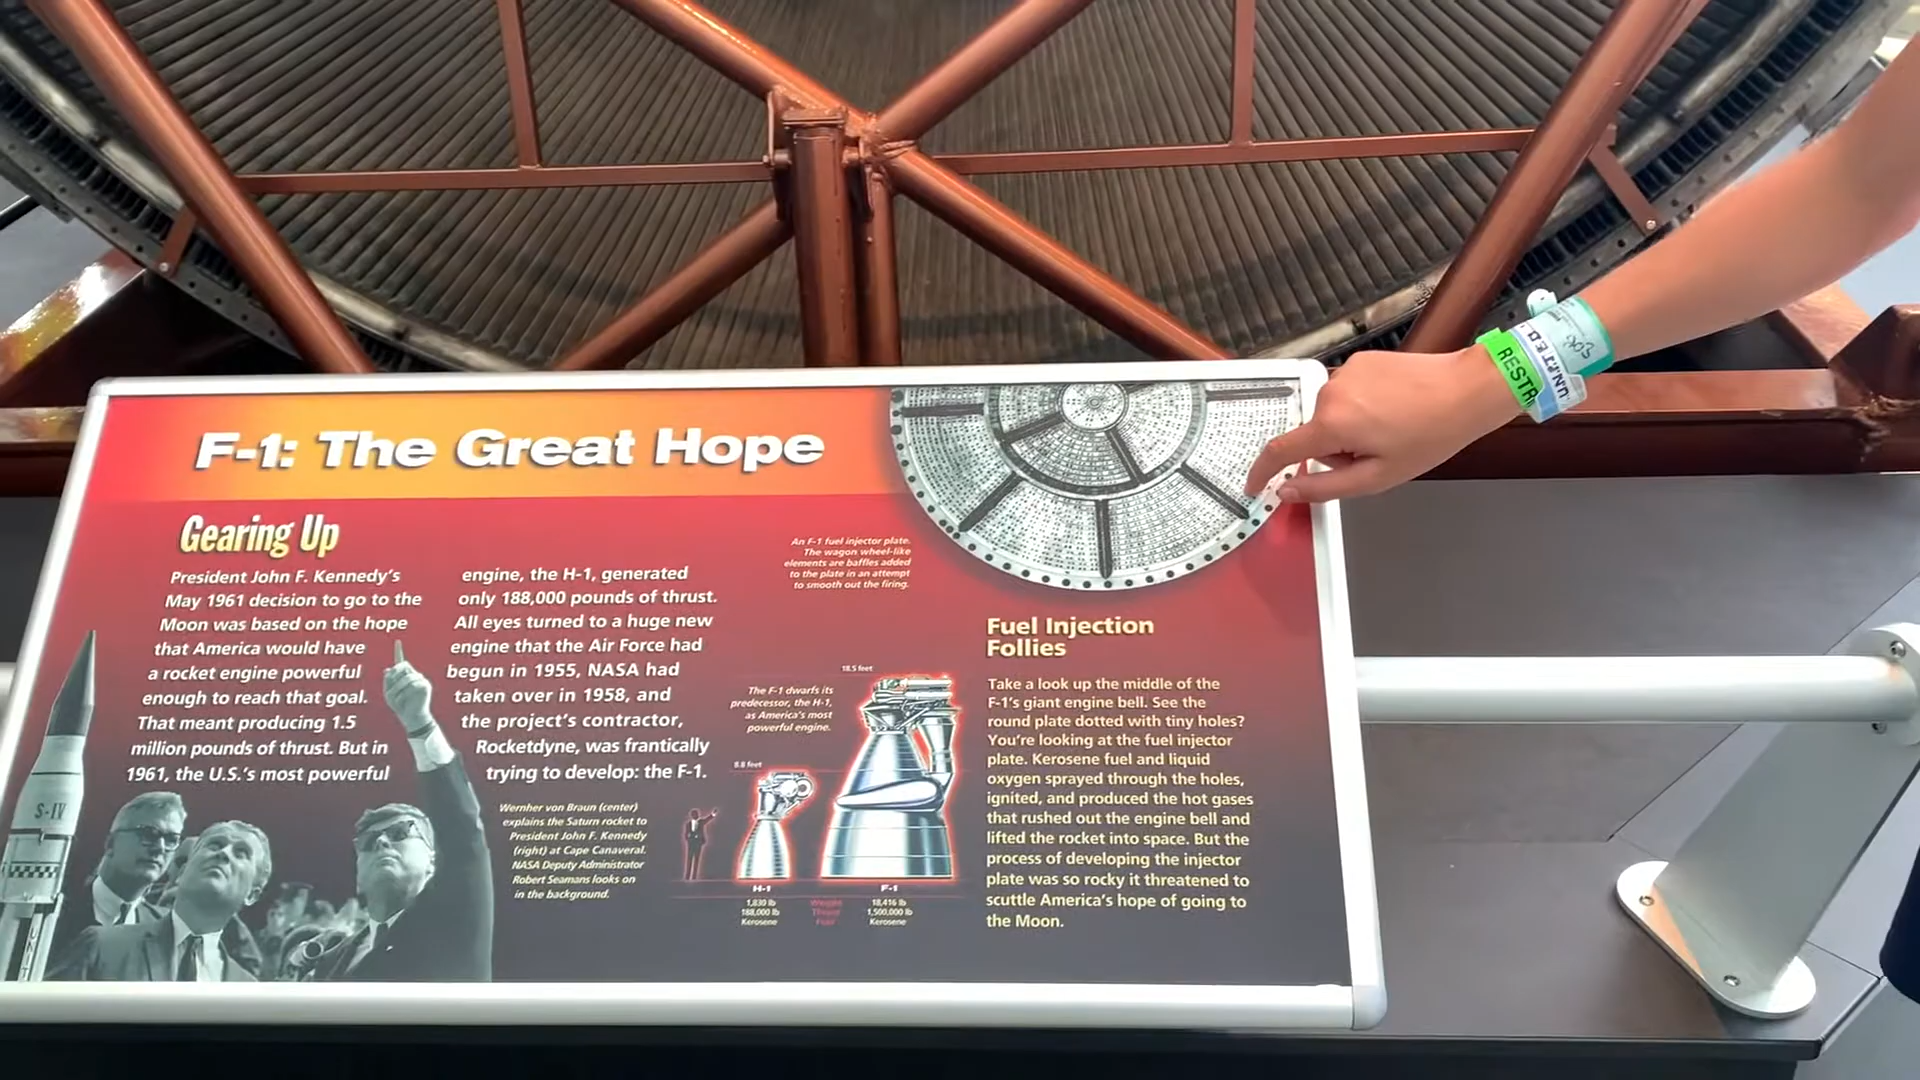 F-1: The Great Hope
Gearing Up
President John F. Kennedy's
May 1961 decision to go to the
Moon was based on the hope
that America would have
a rocket engine powerful
enough to reach that goal.
That meant producing 1.5
million pounds of thrust. But in
1961, the U.S.'s most powerful
engine, the H-1, generated
only 188,000 pounds of thrust.
All eyes turned to a huge new
engine that the Air Force had
begun in 1955, NASA had
taken over in 1958, and
the project's contractor,
Rocketdyne, was frantically
trying to develop: the F-1.
Wernher von Braun (center)
explains the Saturn rocket to
President John F. Kennedy
(right) at Cape Canaveral.
NASA Deputy Administrator
Robert Seamans looks on
in the background.
S-IV
An F-1 fuel injector plate.
The wagon wheel-like
elements are baffles added
to the plate in an attempt
to smooth out the firing.
18.5 feet
The F-1 dwarfs its
predecessor, the H-1,
as America's most
powerful engine.
8.8 feet
H-1
F-1
1,830 lb Weight 18,416 lb
188,000 lb Thrust 1,500,000 lb
Kerosene Fuel Kerosene
Fuel Injection
Follies
Take a look up the middle of the
F-1's giant engine bell. See the
round plate dotted with tiny holes?
You're looking at the fuel injector
plate. Kerosene fuel and liquid
oxygen sprayed through the holes,
ignited, and produced the hot gases
that rushed out the engine bell and
lifted the rocket into space. But the
process of developing the injector
plate was so rocky it threatened to
scuttle America's hope of going to
the Moon.
RESTR
UNITED